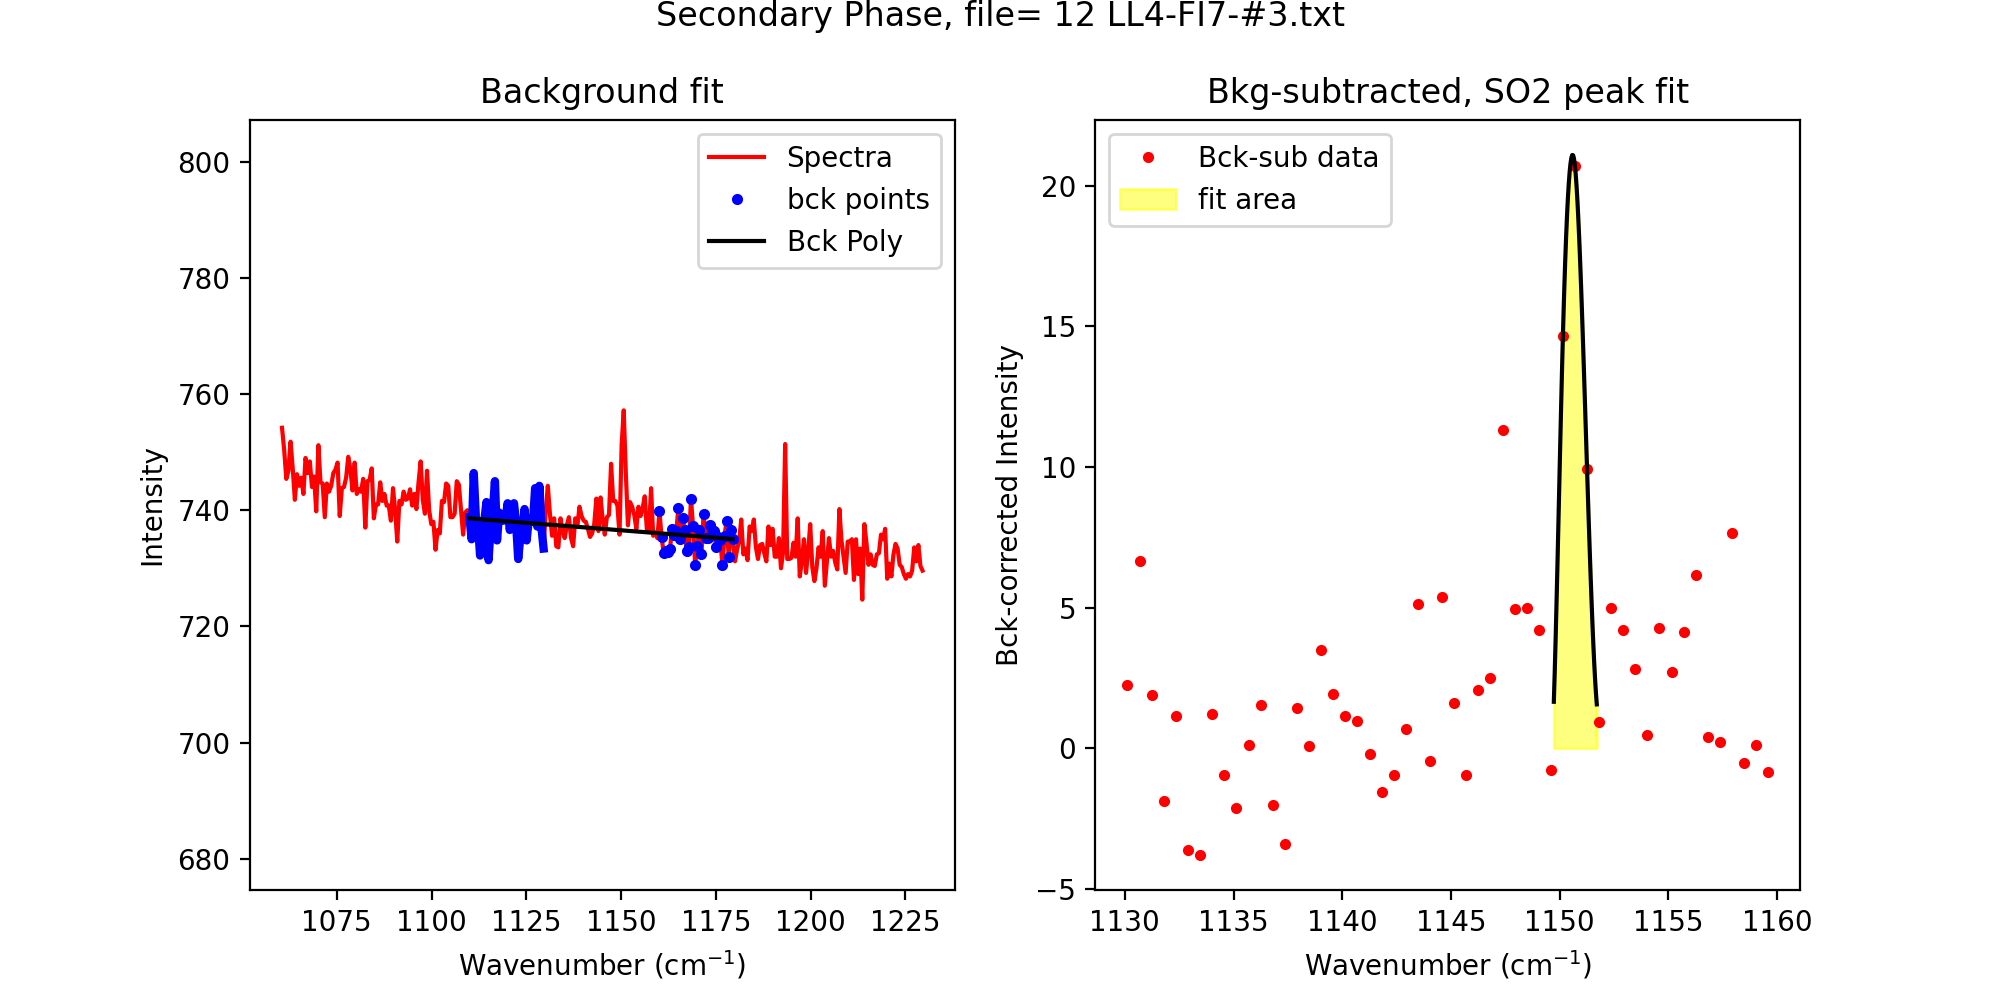 Secondary Phase, file= 12 LL4-FI7-#3.txt
Background fit
Spectra
bck points
Bck Poly
800
780
760
740
720
700
680
Intensity
1075 1100 1125 1150 1175 1200 1225
Wavenumber (cm⁻¹)
Bkg-subtracted, SO2 peak fit
Bck-sub data
fit area
20
15
10
5
0
−5
Bck-corrected Intensity
1130 1135 1140 1145 1150 1155 1160
Wavenumber (cm⁻¹)